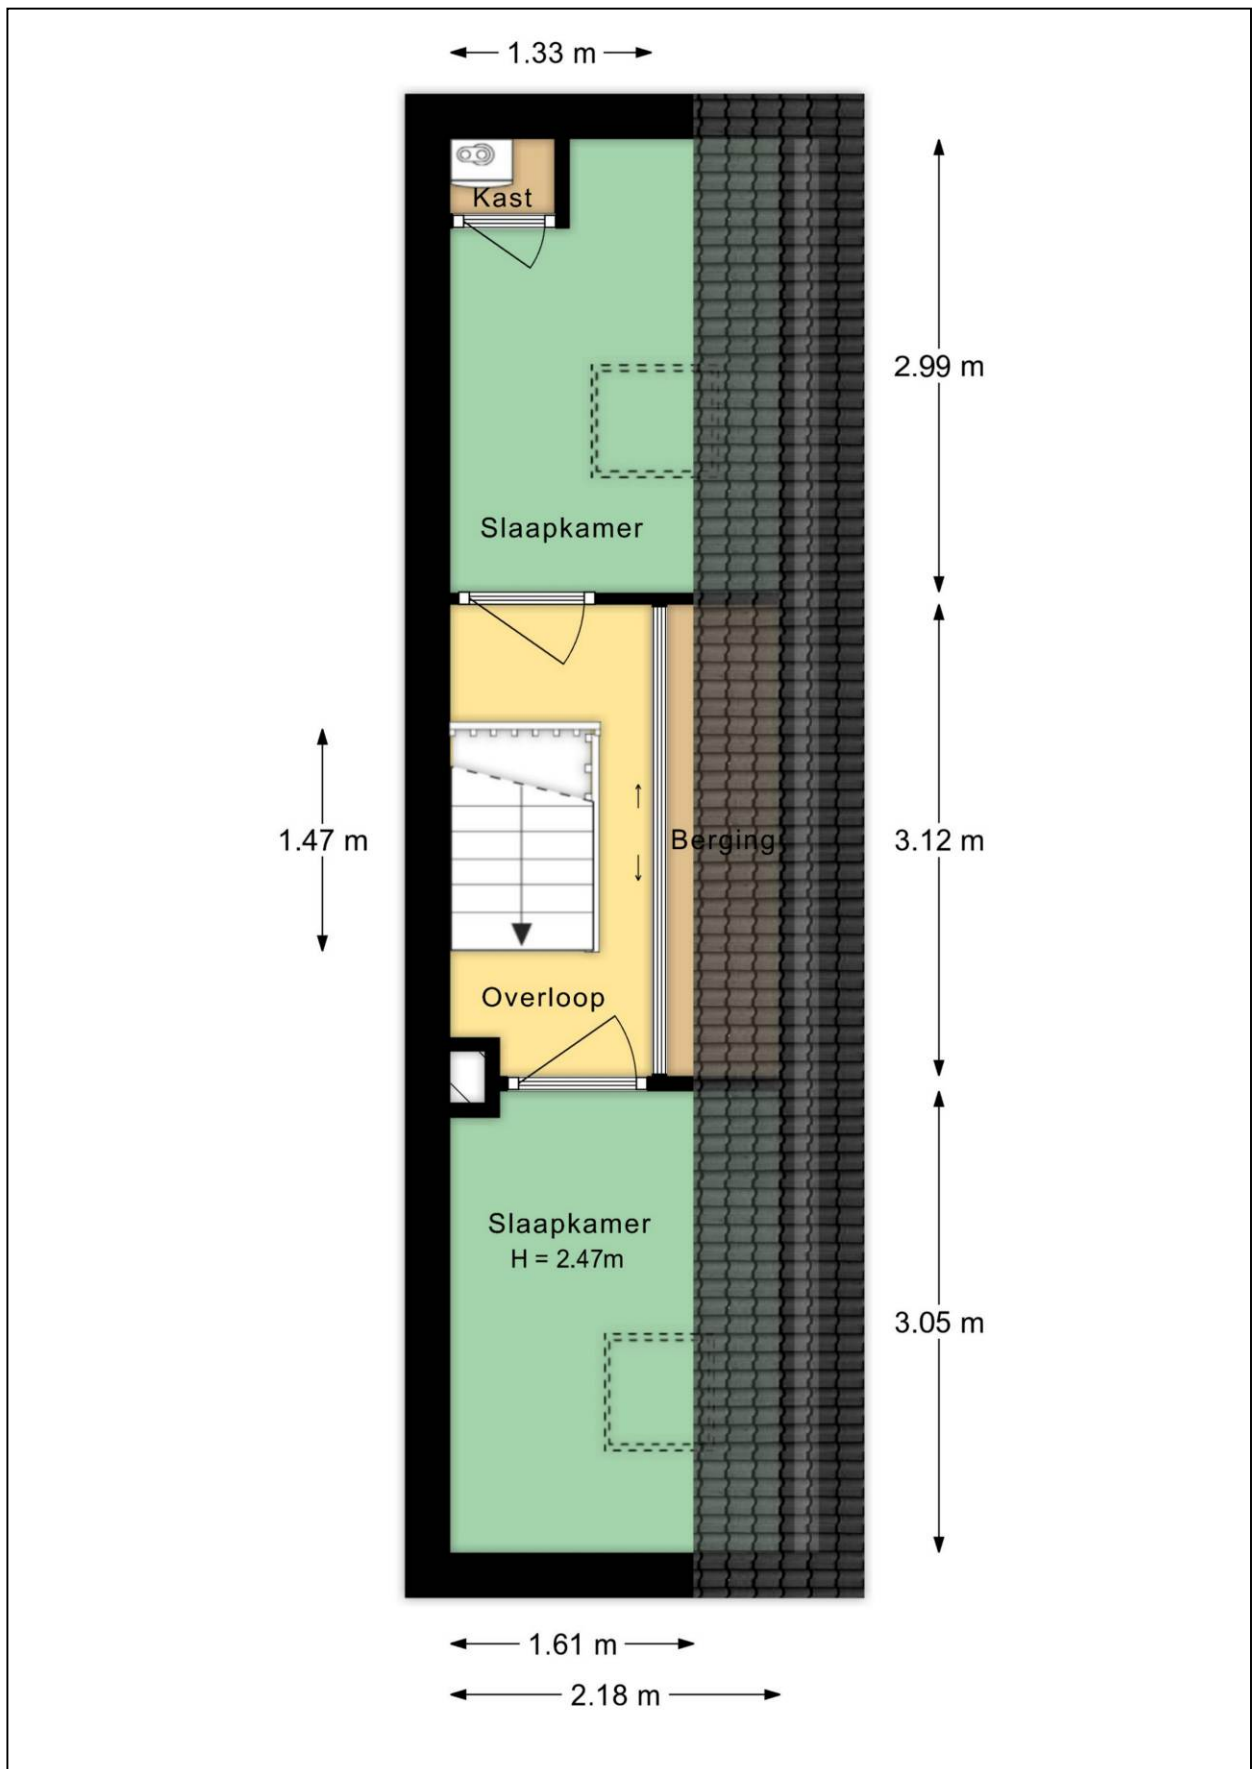 1.33 m
Kast
2.99 m
Slaapkamer
1.47 m
Berging
3.12 m
Overloop
Slaapkamer
H = 2.47m
3.05 m
1.61 m
2.18 m